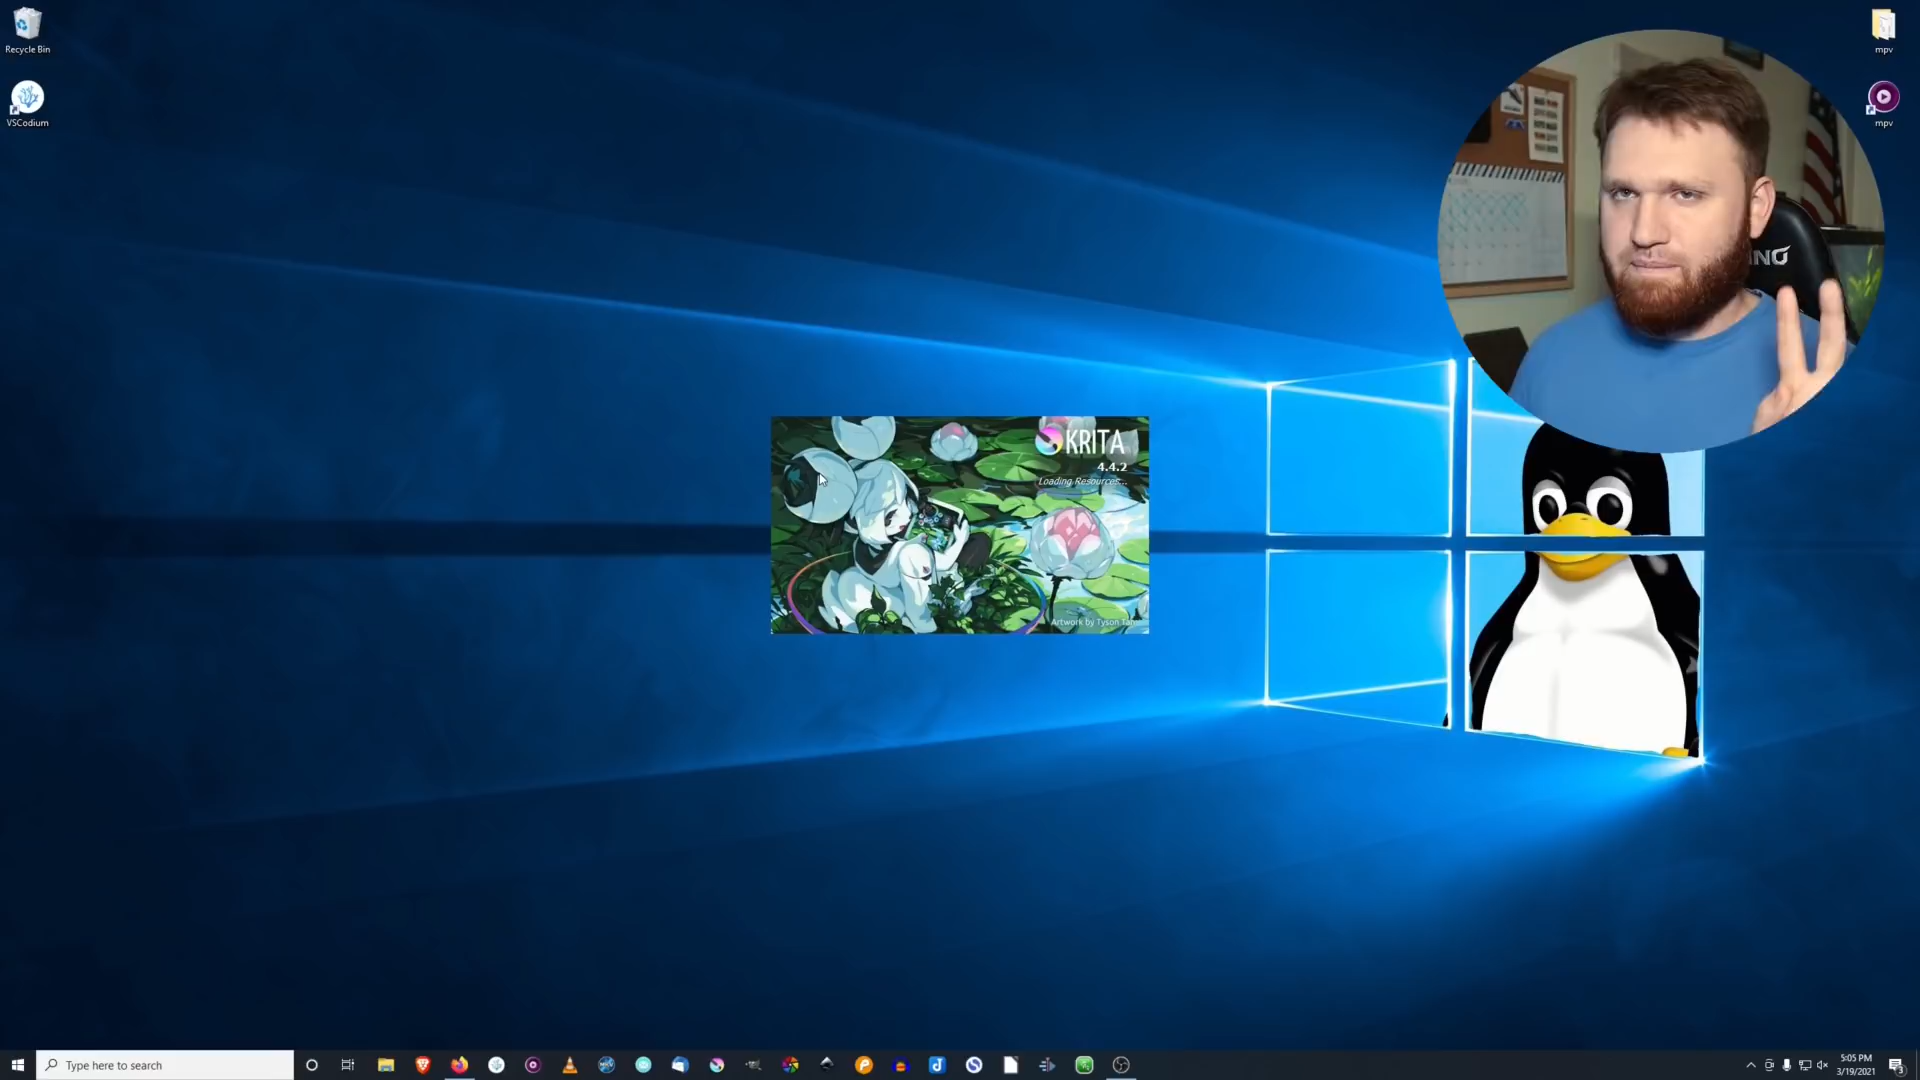 Recycle Bin
VSCodium
mpv
mpv
KRITA
4.4.2
Loading Resources...
Artwork by Tyson Tan
Type here to search
5:05 PM
3/19/2021